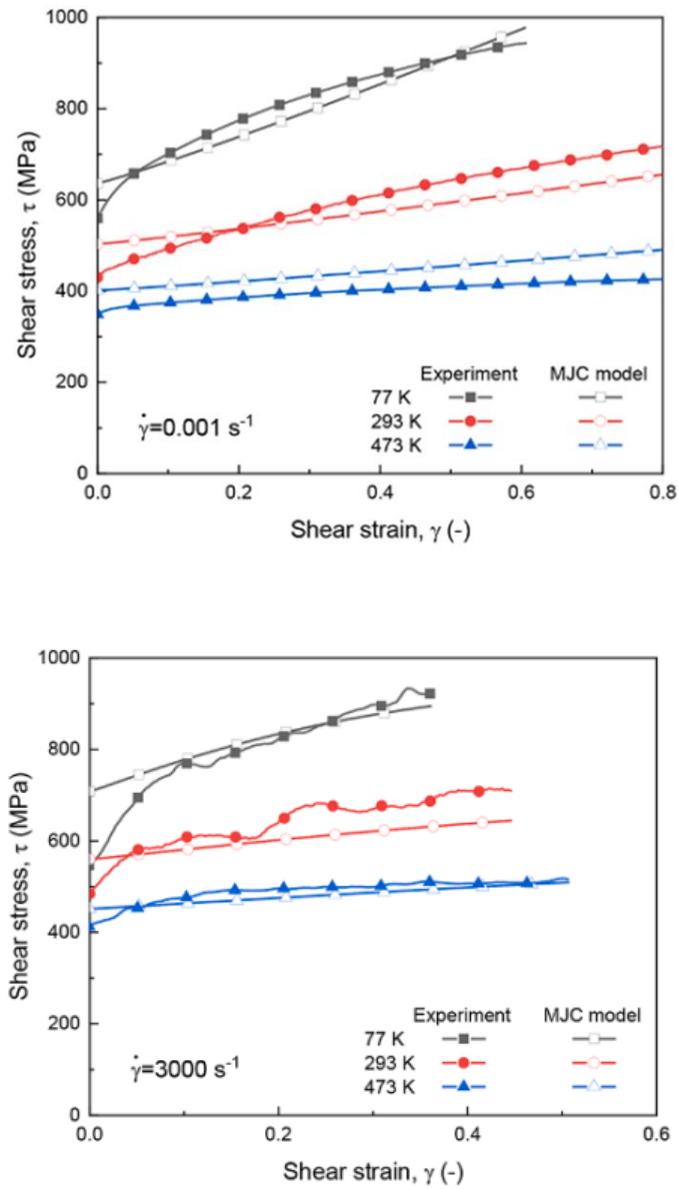 1000
800
600
400
200
0
Shear stress, τ (MPa)
Experiment MJC model
77 K
293 K
473 K
γ̇=0.001 s⁻¹
0.0 0.2 0.4 0.6 0.8
Shear strain, γ (-)
1000
800
600
400
200
0
Shear stress, τ (MPa)
Experiment MJC model
77 K
293 K
473 K
γ̇=3000 s⁻¹
0.0 0.2 0.4 0.6
Shear strain, γ (-)